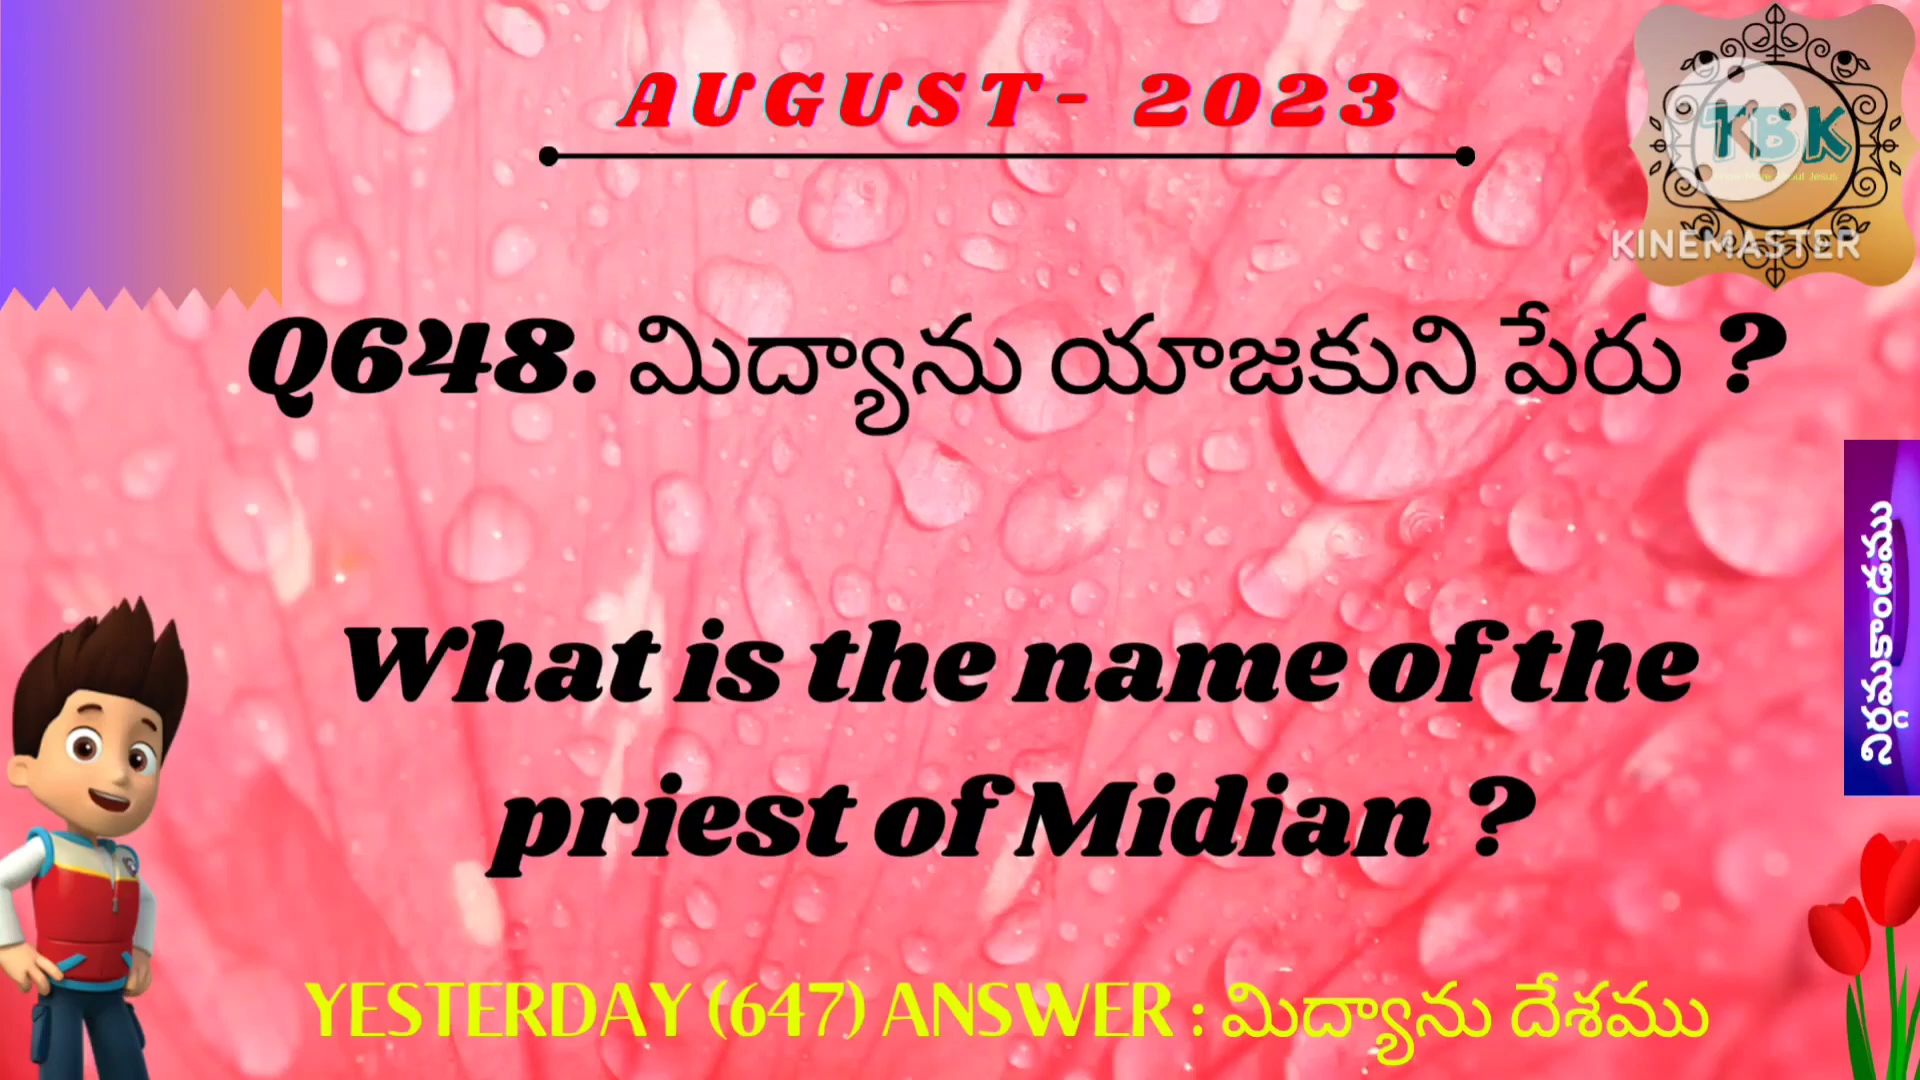 AUGUST- 2023
TBK
KINEMASTER
Q648. మిద్యాను యాజకుని పేరు ?
What is the name of the
priest of Midian ?
నిర్గమకాండము
YESTERDAY (647) ANSWER : మిద్యాను దేశము